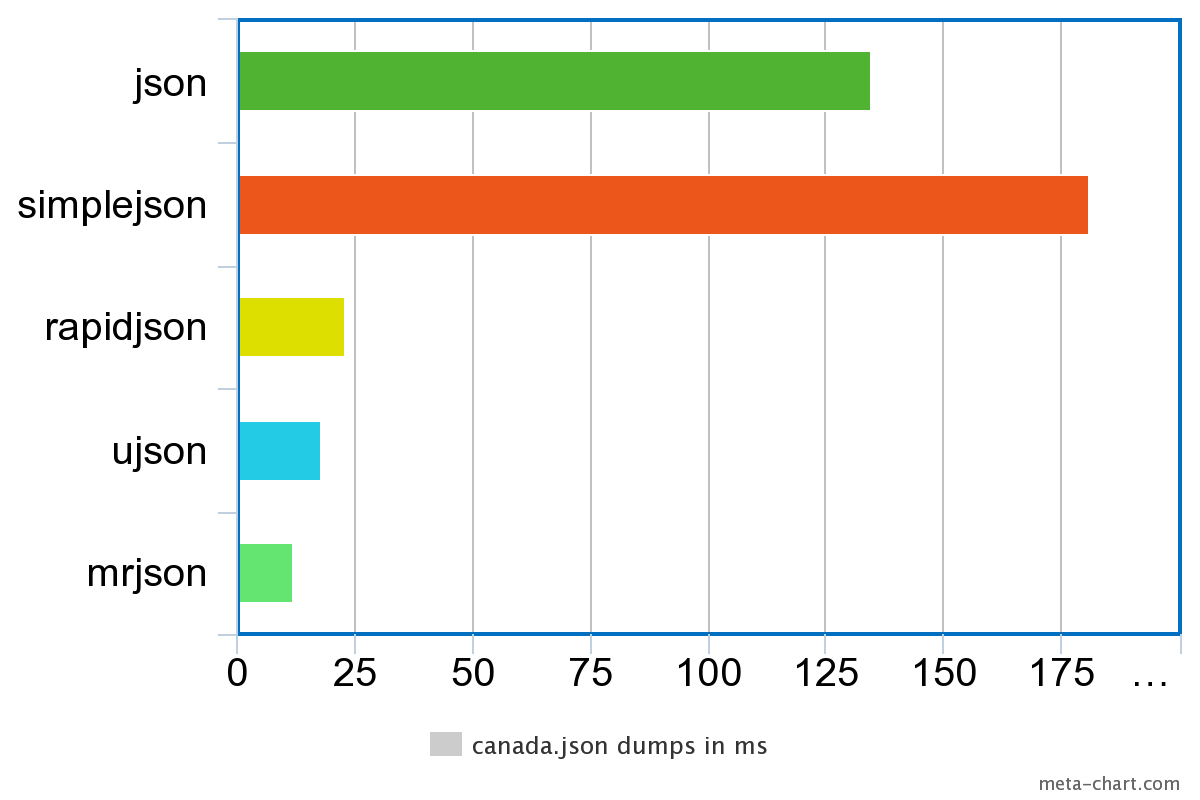 json
simplejson
rapidjson
ujson
mrjson
0 25 50 75 100 125 150 175 ...
canada.json dumps in ms
meta-chart.com